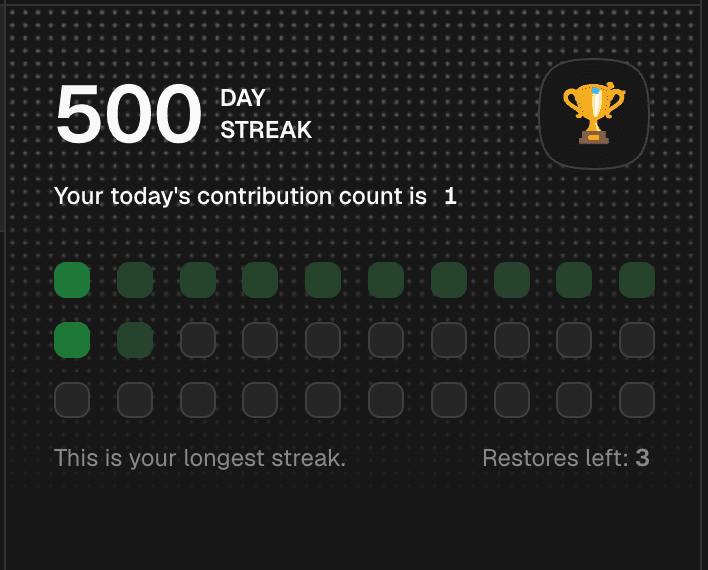 500 DAY
STREAK
Your today's contribution count is 1
This is your longest streak.
Restores left: 3